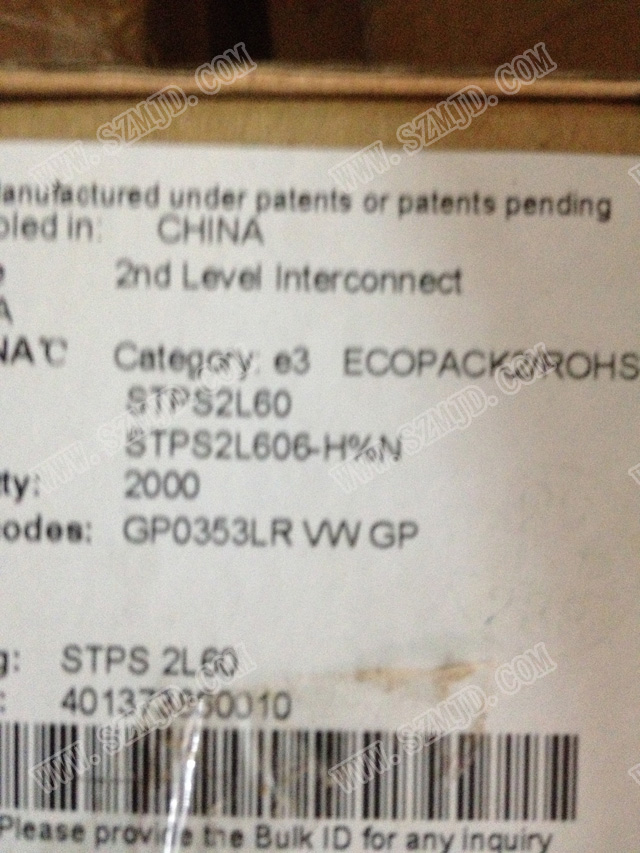 anufactured under patents or patents pending
bled in: CHINA
2nd Level Interconnect
A
NA°C Category: e3 ECOPACK
STPS2L60
STPS2L606-H%N
ty: 2000
odes: GP0353LR VW GP
g: STPS 2L60
:
Please provide the Bulk ID for any inquiry
WWW.SZMJD.COM
WWW.SZMJD.COM
WWW.SZMJD.COM
WWW.SZMJD.COM
WWW.SZMJD.COM
WWW.SZMJD.COM